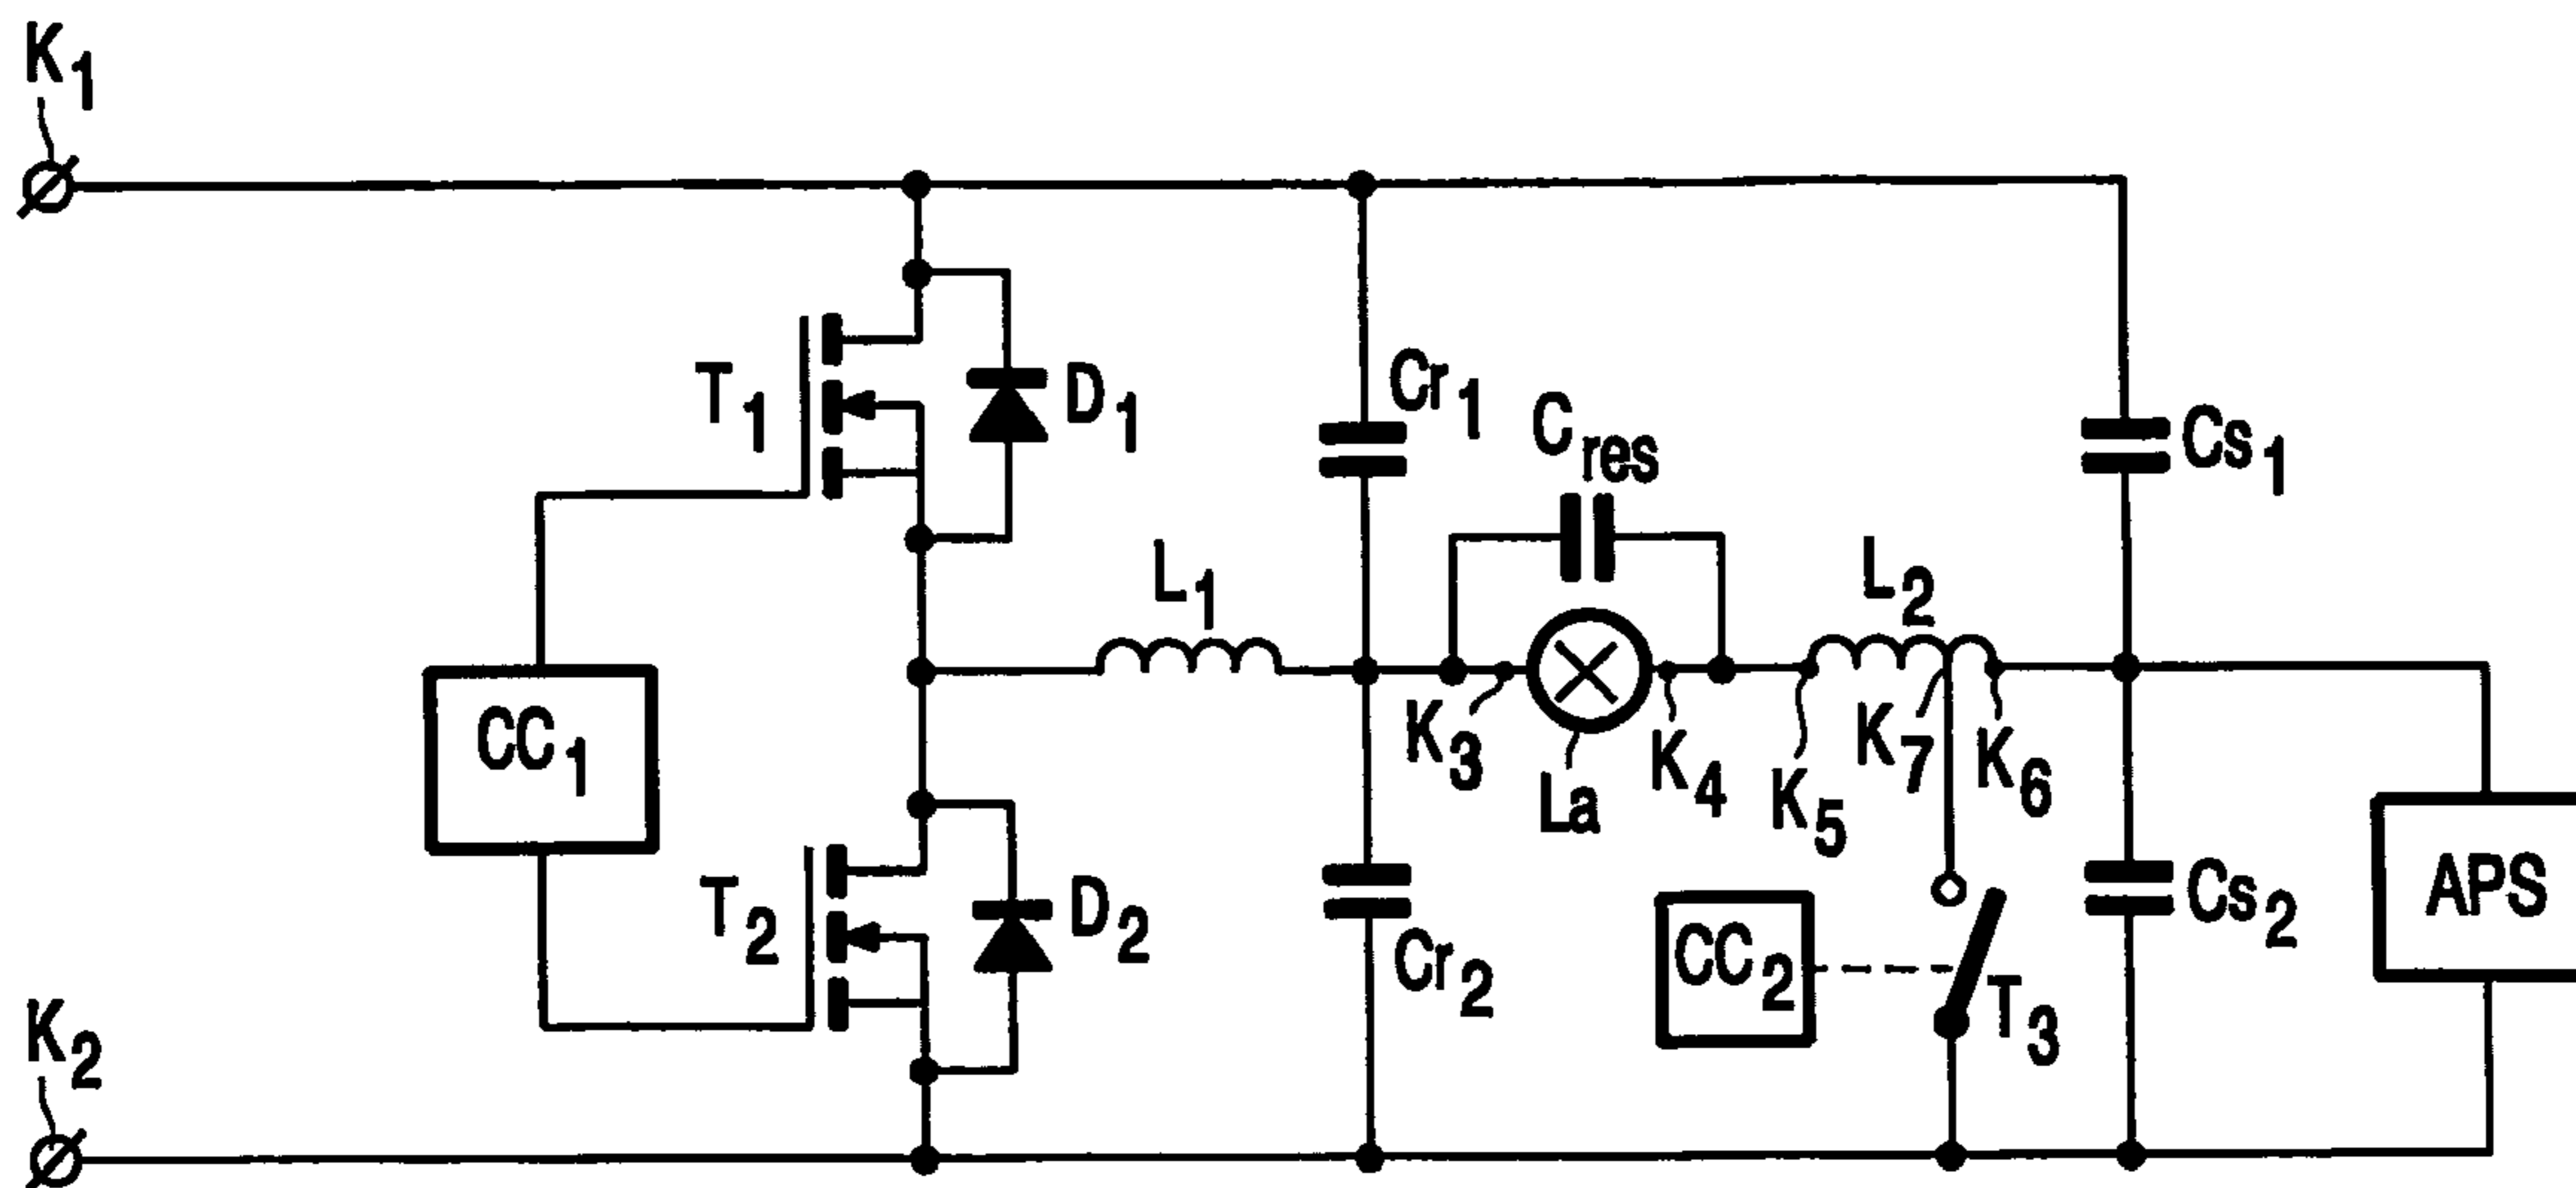 K1
T1
D1
Cr1
Cres
Cs1
L1
L2
CC1
K3
La
K4
K5
K7
K6
T2
D2
Cr2
CC2
T3
Cs2
APS
K2